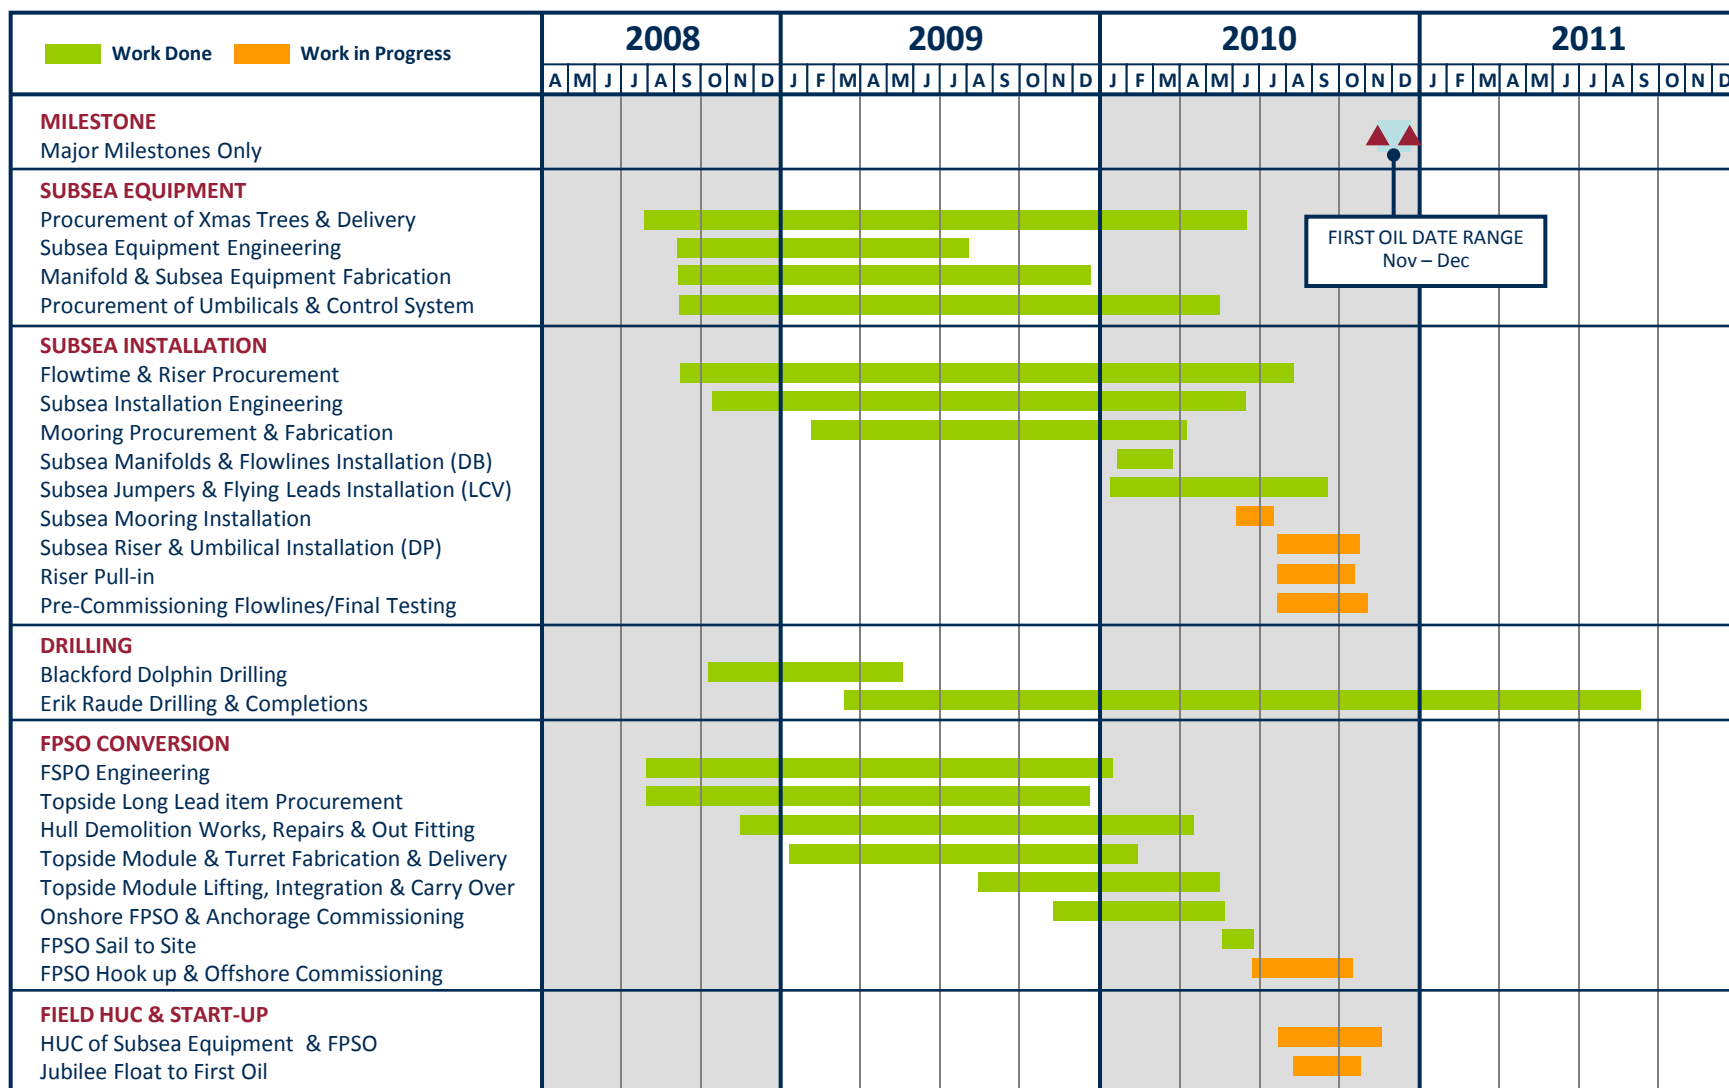 Work Done Work in Progress
2008 2009 2010 2011
A M J J A S O N D J F M A M J J A S O N D J F M A M J J A S O N D J F M A M J J A S O N D
MILESTONE
Major Milestones Only
SUBSEA EQUIPMENT
Procurement of Xmas Trees & Delivery
Subsea Equipment Engineering
Manifold & Subsea Equipment Fabrication
Procurement of Umbilicals & Control System
FIRST OIL DATE RANGE
Nov – Dec
SUBSEA INSTALLATION
Flowtime & Riser Procurement
Subsea Installation Engineering
Mooring Procurement & Fabrication
Subsea Manifolds & Flowlines Installation (DB)
Subsea Jumpers & Flying Leads Installation (LCV)
Subsea Mooring Installation
Subsea Riser & Umbilical Installation (DP)
Riser Pull-in
Pre-Commissioning Flowlines/Final Testing
DRILLING
Blackford Dolphin Drilling
Erik Raude Drilling & Completions
FPSO CONVERSION
FSPO Engineering
Topside Long Lead item Procurement
Hull Demolition Works, Repairs & Out Fitting
Topside Module & Turret Fabrication & Delivery
Topside Module Lifting, Integration & Carry Over
Onshore FPSO & Anchorage Commissioning
FPSO Sail to Site
FPSO Hook up & Offshore Commissioning
FIELD HUC & START-UP
HUC of Subsea Equipment & FPSO
Jubilee Float to First Oil